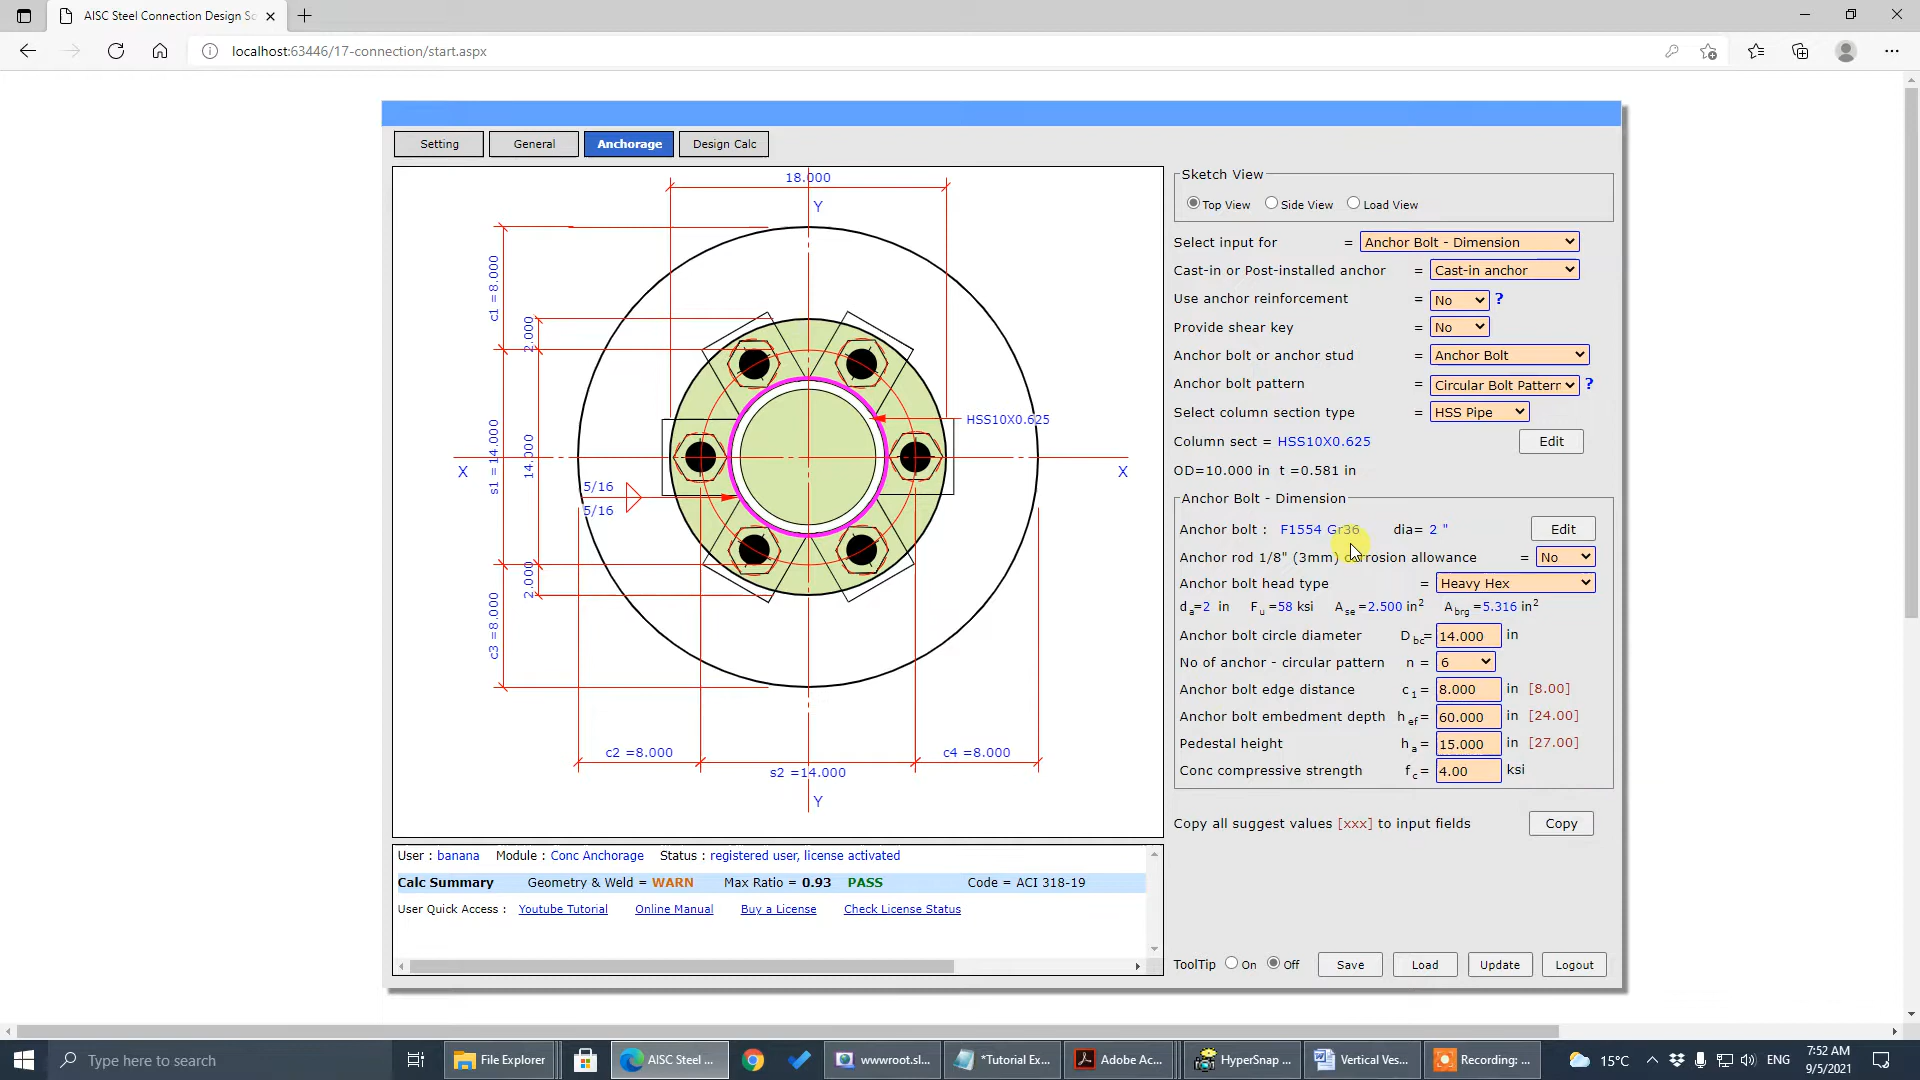 AISC Steel Connection Design So
localhost:63446/17-connection/start.aspx
Setting
General
Anchorage
Design Calc
18.000
Y
c1 =8.000
2.000
s1 =14.000
14.000
HSS10X0.625
X
X
5/16
5/16
2.000
c3 =8.000
c2 =8.000
c4 =8.000
s2 =14.000
Y
Sketch View
Top View Side View Load View
Select input for = Anchor Bolt - Dimension
Cast-in or Post-installed anchor = Cast-in anchor
Use anchor reinforcement = No ?
Provide shear key = No
Anchor bolt or anchor stud = Anchor Bolt
Anchor bolt pattern = Circular Bolt Pattern ?
Select column section type = HSS Pipe
Column sect = HSS10X0.625 Edit
OD=10.000 in t =0.581 in
Anchor Bolt - Dimension
Anchor bolt : F1554 Gr36 dia= 2 " Edit
Anchor rod 1/8" (3mm) corrosion allowance = No
Anchor bolt head type = Heavy Hex
da=2 in Fu =58 ksi Ase =2.500 in2 Abrg =5.316 in2
Anchor bolt circle diameter Dbc= 14.000 in
No of anchor - circular pattern n = 6
Anchor bolt edge distance c1 = 8.000 in [8.00]
Anchor bolt embedment depth hef = 60.000 in [24.00]
Pedestal height ha = 15.000 in [27.00]
Conc compressive strength fc = 4.00 ksi
Copy all suggest values [xxx] to input fields Copy
User : banana Module : Conc Anchorage Status : registered user, license activated
Calc Summary Geometry & Weld = WARN Max Ratio = 0.93 PASS Code = ACI 318-19
User Quick Access : Youtube Tutorial Online Manual Buy a License Check License Status
ToolTip On Off Save Load Update Logout
Type here to search
File Explorer
AISC Steel ...
wwwroot.sl...
*Tutorial Ex...
Adobe Ac...
HyperSnap ...
Vertical Ves...
Recording: ...
15°C
ENG
7:52 AM
9/5/2021